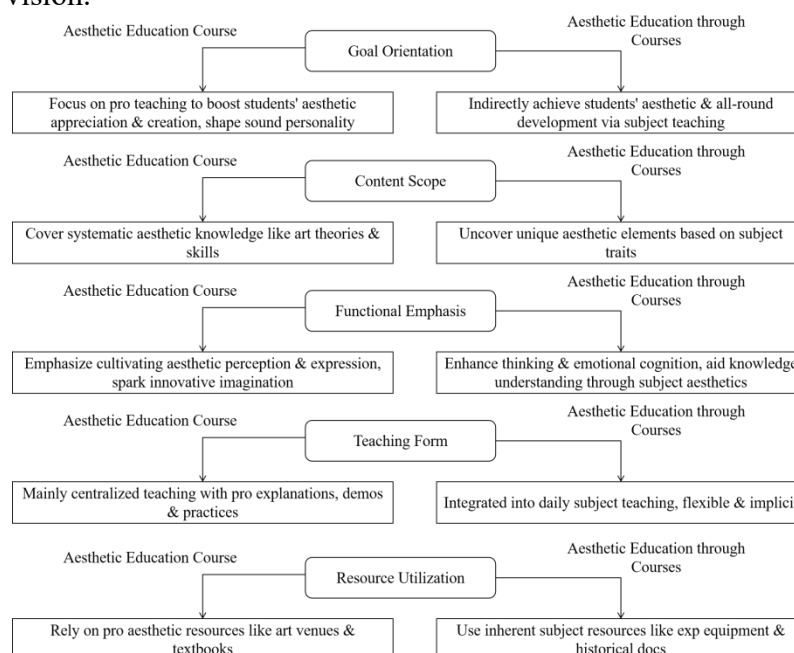 vision.
Aesthetic Education Course
Aesthetic Education through
Courses
Goal Orientation
Focus on pro teaching to boost students' aesthetic
appreciation & creation, shape sound personality
Indirectly achieve students' aesthetic & all-round
development via subject teaching
Aesthetic Education Course
Aesthetic Education through
Courses
Content Scope
Cover systematic aesthetic knowledge like art theories &
skills
Uncover unique aesthetic elements based on subject
traits
Aesthetic Education Course
Aesthetic Education through
Courses
Functional Emphasis
Emphasize cultivating aesthetic perception & expression,
spark innovative imagination
Enhance thinking & emotional cognition, aid knowledge
understanding through subject aesthetics
Aesthetic Education Course
Aesthetic Education through
Courses
Teaching Form
Mainly centralized teaching with pro explanations, demos
& practices
Integrated into daily subject teaching, flexible & implici
Aesthetic Education Course
Aesthetic Education through
Courses
Resource Utilization
Rely on pro aesthetic resources like art venues &
textbooks
Use inherent subject resources like exp equipment &
historical docs